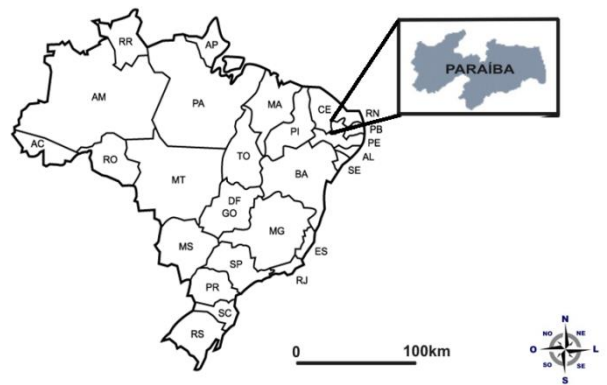 RR
AP
AM
PA
MA
CE
RN
PB
PE
AL
SE
PI
TO
AC
RO
MT
BA
DF
GO
MG
ES
MS
SP
RJ
PR
SC
RS
PARAÍBA
0 100km
N
NO NE
O L
SO SE
S